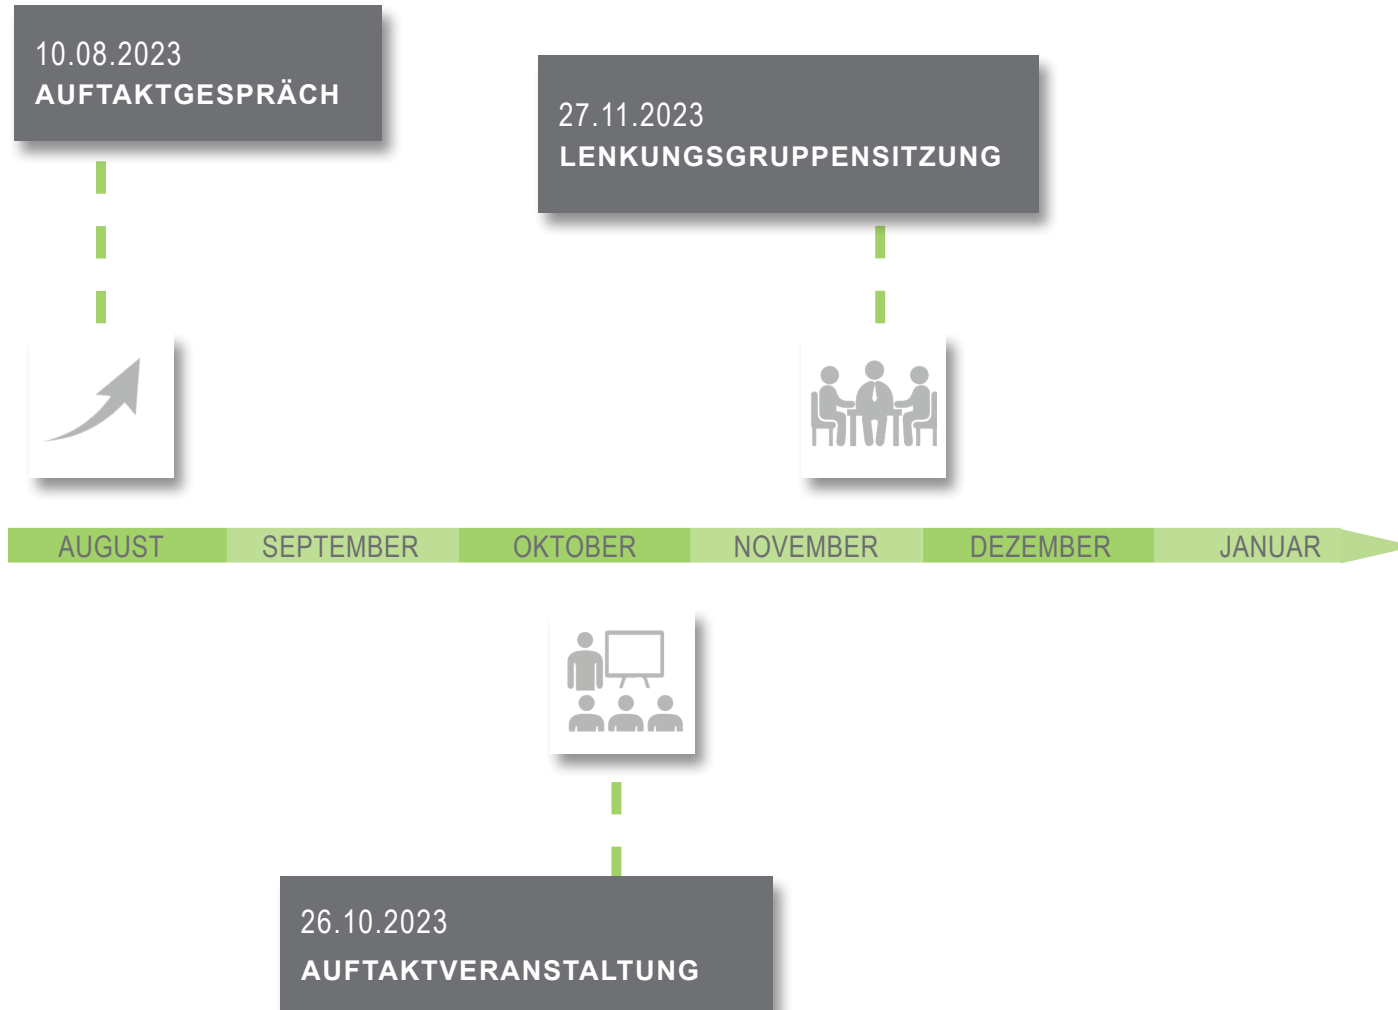 10.08.2023
AUFTAKTGESPRÄCH
27.11.2023
LENKUNGSGRUPPENSITZUNG
AUGUST SEPTEMBER OKTOBER NOVEMBER DEZEMBER JANUAR
26.10.2023
AUFTAKTVERANSTALTUNG